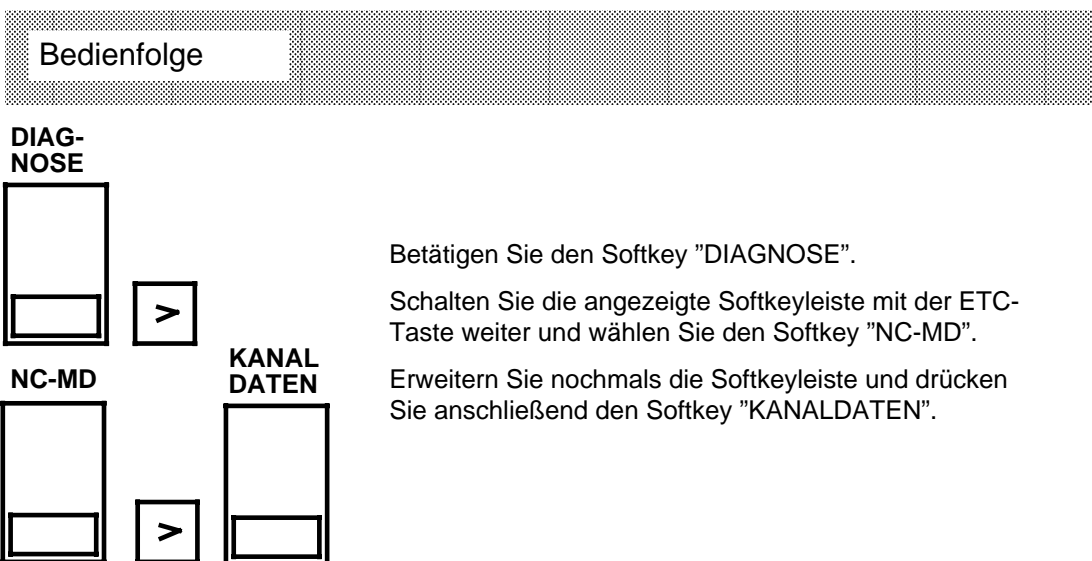 Bedienfolge
DIAG-
NOSE
>
Betätigen Sie den Softkey ”DIAGNOSE”.
Schalten Sie die angezeigte Softkeyleiste mit der ETC-
Taste weiter und wählen Sie den Softkey ”NC-MD”.
NC-MD
>
KANAL
DATEN
Erweitern Sie nochmals die Softkeyleiste und drücken
Sie anschließend den Softkey ”KANALDATEN”.